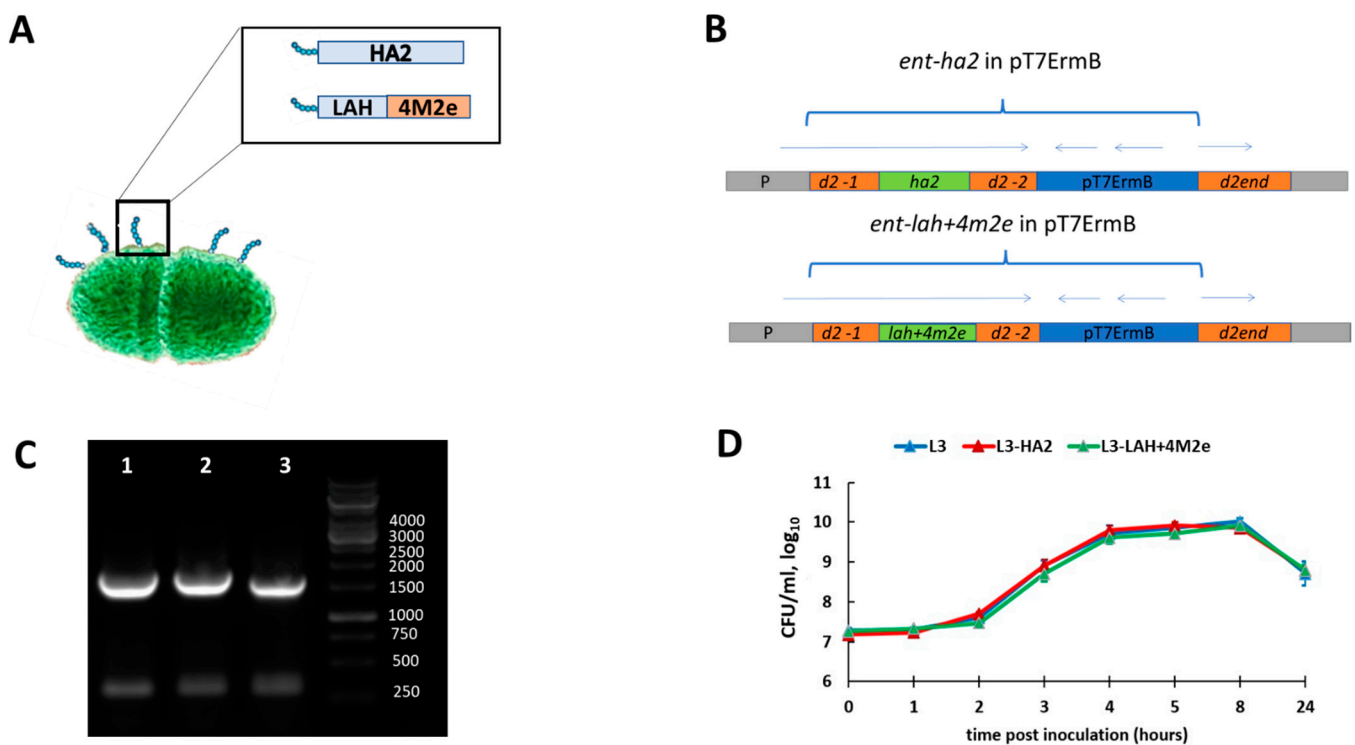 A
HA2
LAH 4M2e
B
ent-ha2 in pT7ErmB
P d2 -1 ha2 d2 -2 pT7ErmB d2end
ent-lah+4m2e in pT7ErmB
P d2 -1 lah+4m2e d2 -2 pT7ErmB d2end
C
1 2 3
4000
3000
2500
2000
1500
1000
750
500
250
D
L3 L3-HA2 L3-LAH+4M2e
CFU/ml, log10
11
10
9
8
7
6
0 1 2 3 4 5 8 24
time post inoculation (hours)